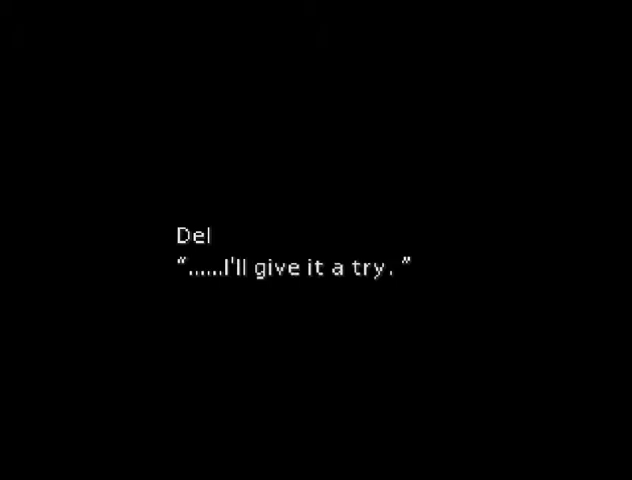 Del
“......I'll give it a try. ”